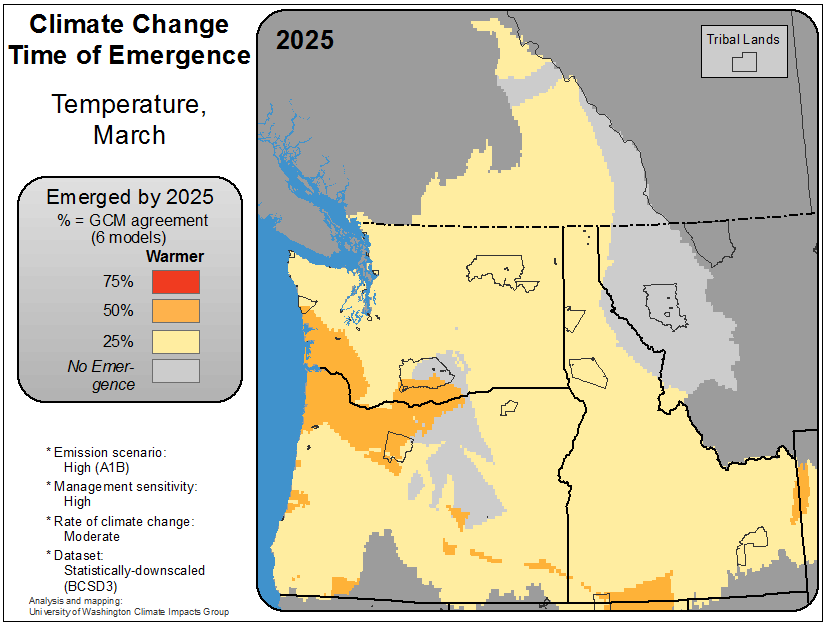 Climate Change
Time of Emergence
Temperature,
March
Emerged by 2025
% = GCM agreement
(6 models)
Warmer
75%
50%
25%
No Emer-
gence
* Emission scenario:
High (A1B)
* Management sensitivity:
High
* Rate of climate change:
Moderate
* Dataset:
Statistically-downscaled
(BCSD3)
Analysis and mapping:
University of Washington Climate Impacts Group
2025
Tribal Lands